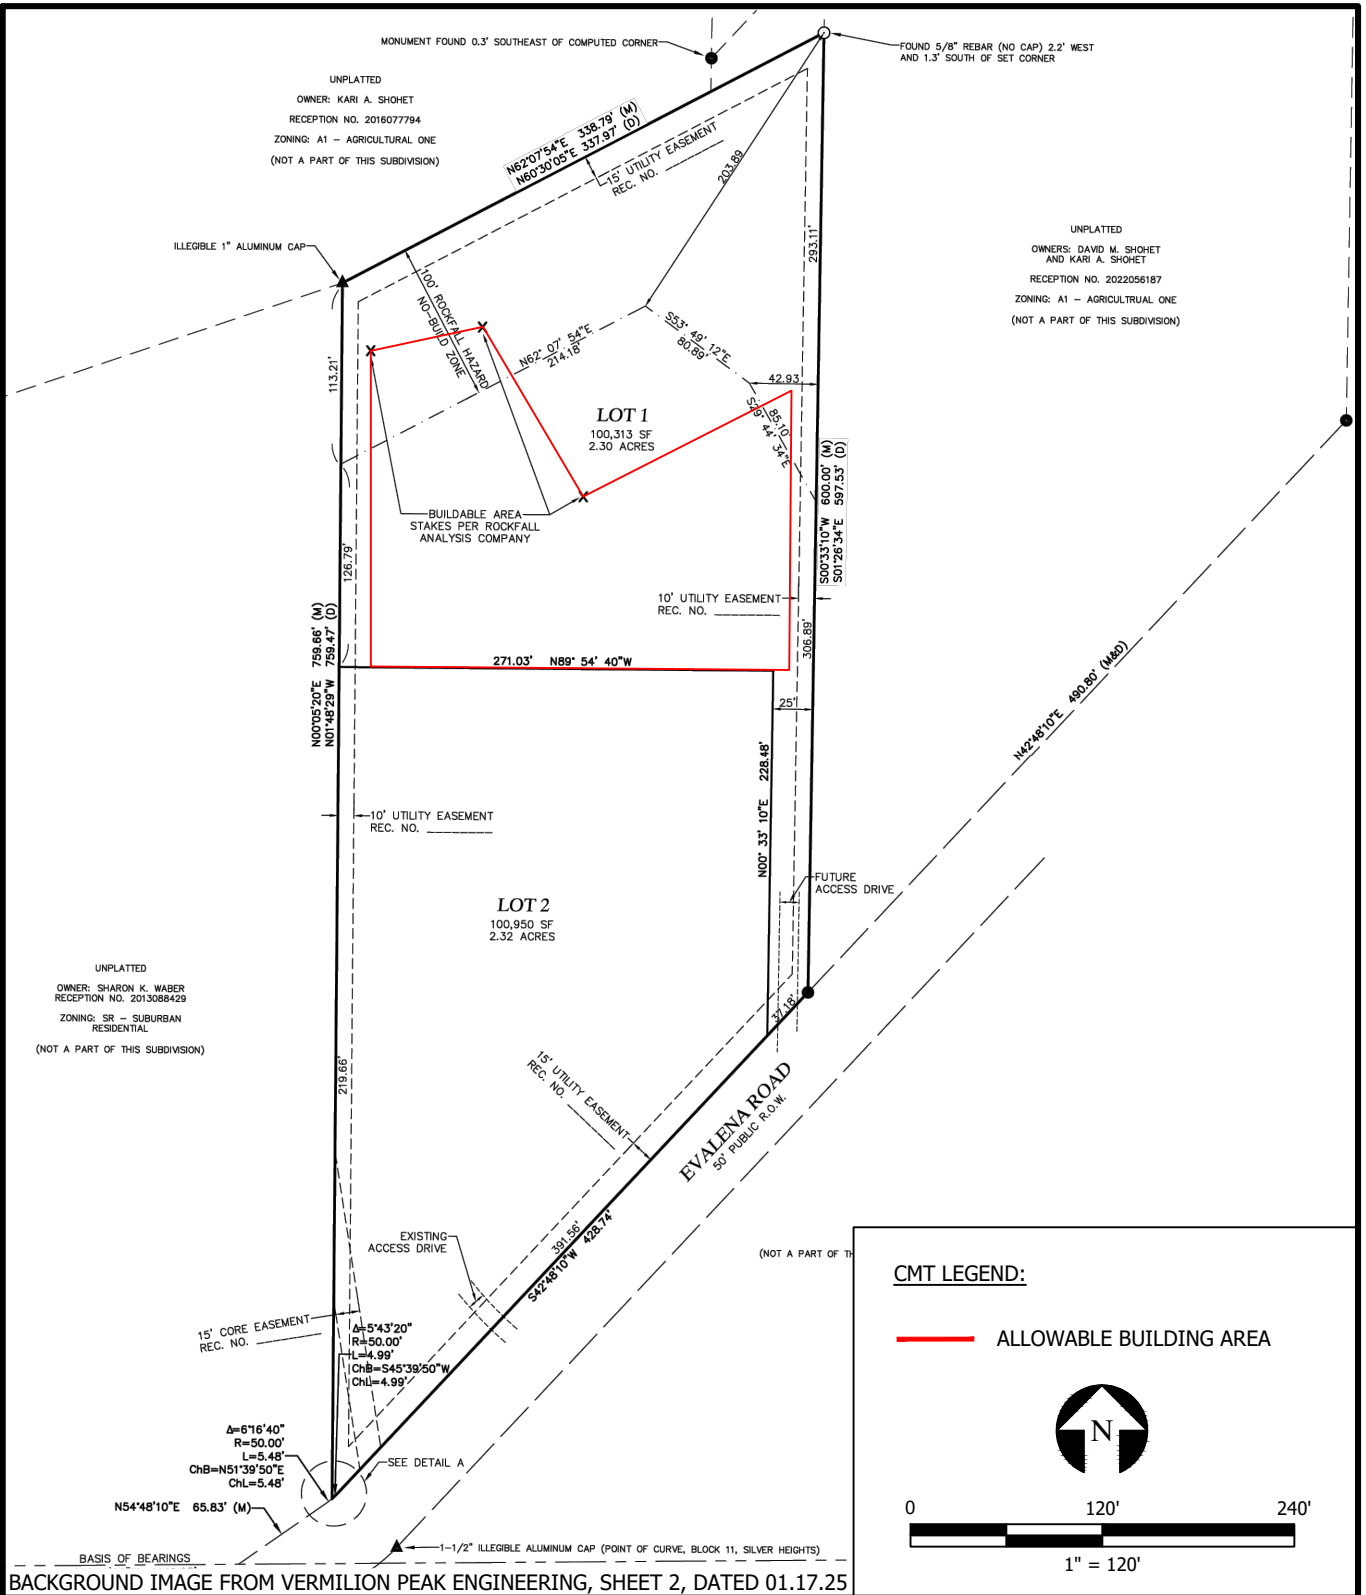 MONUMENT FOUND 0.3' SOUTHEAST OF COMPUTED CORNER
FOUND 5/8" REBAR (NO CAP) 2.2' WEST
AND 1.3' SOUTH OF SET CORNER
UNPLATTED
OWNER: KARI A. SHOHET
RECEPTION NO. 2016077794
ZONING: A1 – AGRICULTURAL ONE
(NOT A PART OF THIS SUBDIVISION)
N62°07'54"E 338.79' (M)
N60°30'05"E 337.97' (D)
15' UTILITY EASEMENT
REC. NO. ________
203.89
293.11'
UNPLATTED
OWNERS: DAVID M. SHOHET
AND KARI A. SHOHET
RECEPTION NO. 2022056187
ZONING: A1 – AGRICULTRUAL ONE
(NOT A PART OF THIS SUBDIVISION)
ILLEGIBLE 1" ALUMINUM CAP
100' ROCKFALL HAZARD
NO-BUILD ZONE
113.21'
N62° 07' 54"E
214.18'
S53° 49' 12"E
80.89'
42.93
85.10'
S29° 44' 34"E
LOT 1
100,313 SF
2.30 ACRES
S00°33'10"W 600.00' (M)
S01°26'34"E 597.53' (D)
BUILDABLE AREA
STAKES PER ROCKFALL
ANALYSIS COMPANY
126.79'
10' UTILITY EASEMENT
REC. NO. ________
306.89'
N00°05'20"E 759.66' (M)
N01°48'29"W 759.47' (D)
271.03' N89° 54' 40"W
25'
N42°48'10"E 490.80' (M&D)
N00° 33' 10"E 228.48'
10' UTILITY EASEMENT
REC. NO. ________
FUTURE
ACCESS DRIVE
LOT 2
100,950 SF
2.32 ACRES
UNPLATTED
OWNER: SHARON K. WABER
RECEPTION NO. 2013088429
ZONING: SR – SUBURBAN
RESIDENTIAL
(NOT A PART OF THIS SUBDIVISION)
37.18'
219.66'
15' UTILITY EASEMENT
REC. NO. ________
EVALENA ROAD
50' PUBLIC R.O.W.
EXISTING
ACCESS DRIVE
391.56'
S42°48'10"W 428.74'
(NOT A PART OF TH
15' CORE EASEMENT
REC. NO. ________
Δ=5°43'20"
R=50.00'
L=4.99'
ChB=S45°39'50"W
ChL=4.99'
Δ=6°16'40"
R=50.00'
L=5.48'
ChB=N51°39'50"E
ChL=5.48'
SEE DETAIL A
N54°48'10"E 65.83' (M)
1-1/2" ILLEGIBLE ALUMINUM CAP (POINT OF CURVE, BLOCK 11, SILVER HEIGHTS)
BASIS OF BEARINGS
CMT LEGEND:
ALLOWABLE BUILDING AREA
N
0 120' 240'
1" = 120'
BACKGROUND IMAGE FROM VERMILION PEAK ENGINEERING, SHEET 2, DATED 01.17.25